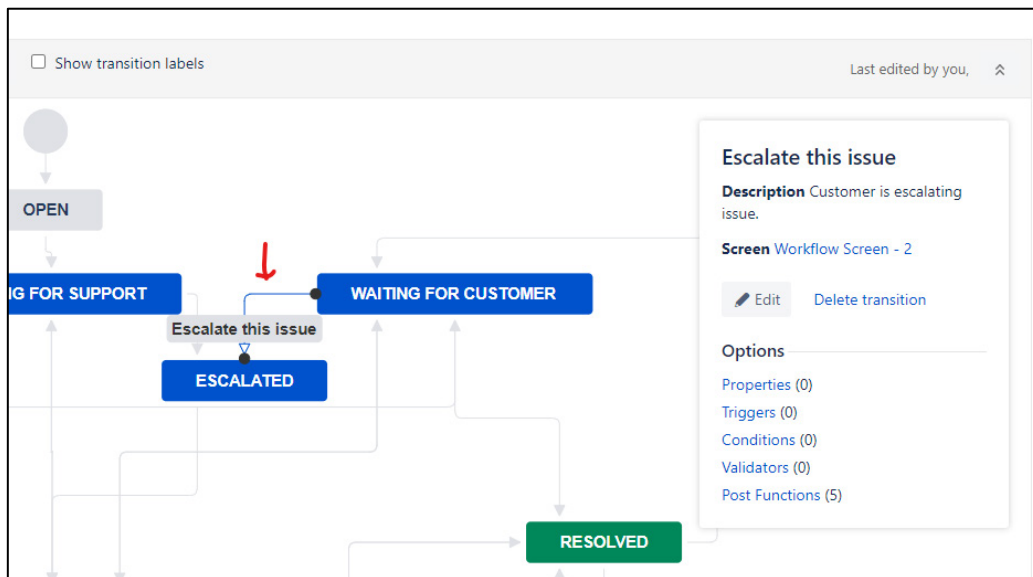 Show transition labels
Last edited by you,
OPEN
NG FOR SUPPORT
WAITING FOR CUSTOMER
Escalate this issue
ESCALATED
RESOLVED
Escalate this issue
Description Customer is escalating
issue.
Screen Workflow Screen - 2
Edit
Delete transition
Options
Properties (0)
Triggers (0)
Conditions (0)
Validators (0)
Post Functions (5)